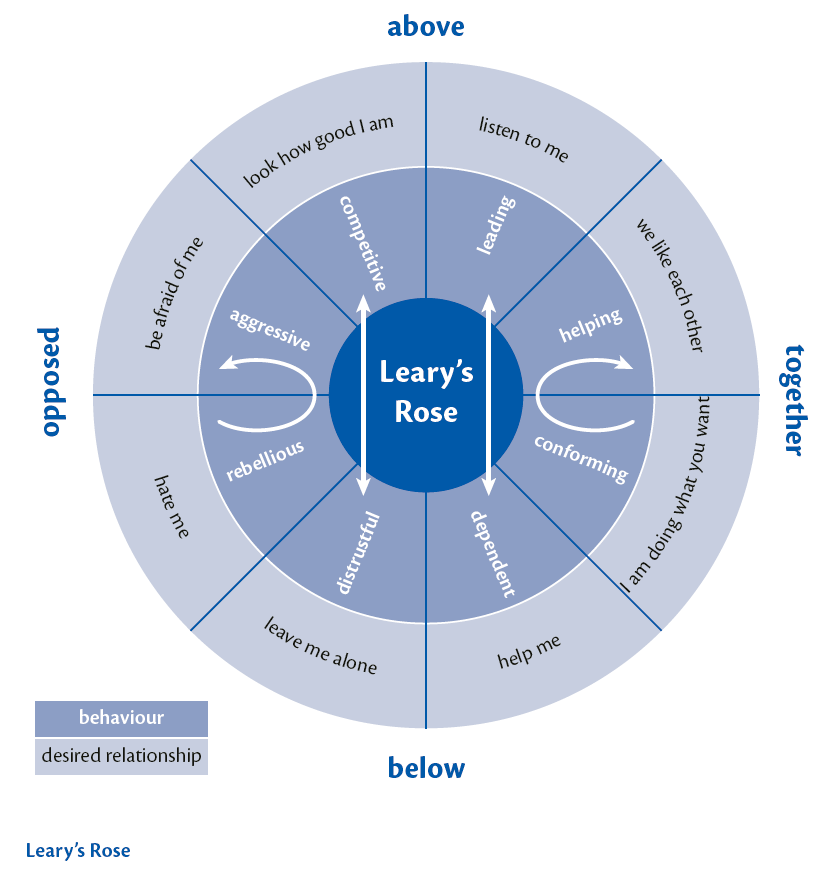 above
look how good I am
listen to me
be afraid of me
we like each other
competitive
leading
aggressive
helping
opposed
Leary's
Rose
together
rebellious
conforming
hate me
I am doing what you want
distrustful
dependent
leave me alone
help me
behaviour
desired relationship
below
Leary's Rose